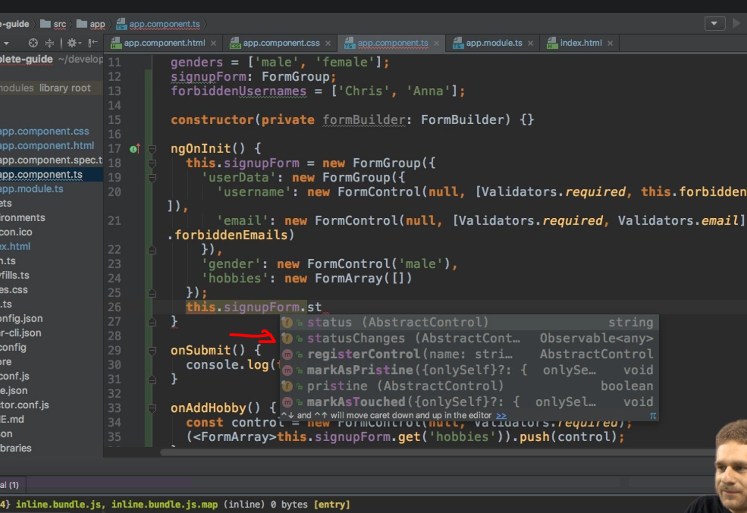 lete-guide src app app.component.ts
app.component.html app.component.css app.component.ts app.module.ts index.html
plete-guide ~/develop
modules library root
app.component.css
app.component.html
app.component.spec.ts
app.component.ts
app.module.ts
ets
ironments
con.ico
ex.html
n.ts
yfills.ts
les.css
.ts
onfig.json
r-cli.json
config
ore
conf.js
e.json
ctor.conf.js
ME.md
son
ibraries
11 genders = ['male', 'female'];
12 signupForm: FormGroup;
13 forbiddenUsernames = ['Chris', 'Anna'];
14
15 constructor(private formBuilder: FormBuilder) {}
16
17 ngOnInit() {
18 this.signupForm = new FormGroup({
19 'userData': new FormGroup({
20 'username': new FormControl(null, [Validators.required, this.forbidden
]),
21 'email': new FormControl(null, [Validators.required, Validators.email]
.forbiddenEmails)
22 }),
23 'gender': new FormControl('male'),
24 'hobbies': new FormArray([])
25 });
26 this.signupForm.st
27 }
28
29 onSubmit() {
30 console.log(
31 }
32
33 onAddHobby() {
34 const control = new FormControl(null, Validators.required);
35 (<FormArray>this.signupForm.get('hobbies')).push(control);
status (AbstractControl) string
statusChanges (AbstractCont… Observable<any>
registerControl(name: stri… AbstractControl
markAsPristine({onlySelf}?: { onlySe… void
pristine (AbstractControl) boolean
markAsTouched({onlySelf}?: { onlySel… void
^↓ and ^↑ will move caret down and up in the editor >> π
al (1)
4} inline.bundle.js, inline.bundle.js.map (inline) 0 bytes [entry]